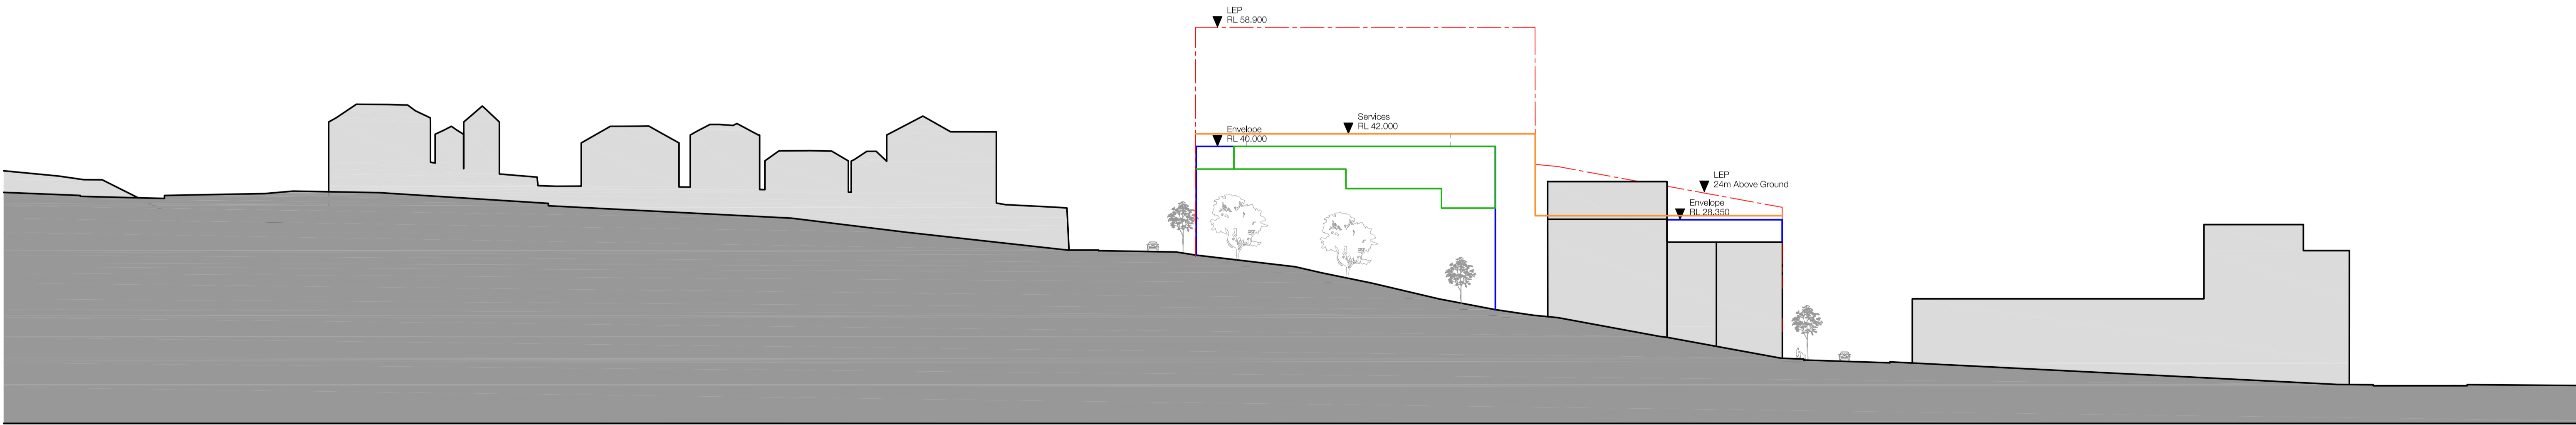 LEP
RL 58.900
Services
RL 42.000
Envelope
RL 40.000
LEP
24m Above Ground
Envelope
RL 28.350